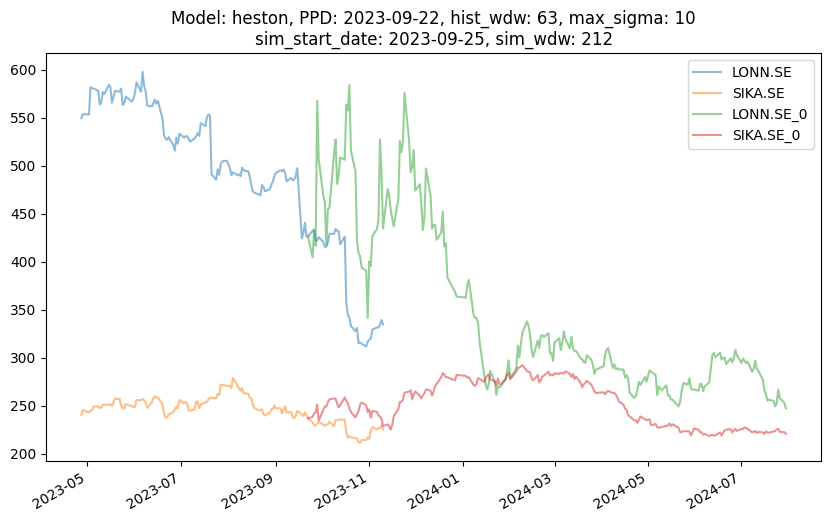 Model: heston, PPD: 2023-09-22, hist_wdw: 63, max_sigma: 10
sim_start_date: 2023-09-25, sim_wdw: 212
LONN.SE
SIKA.SE
LONN.SE_0
SIKA.SE_0
600
550
500
450
400
350
300
250
200
2023-05
2023-07
2023-09
2023-11
2024-01
2024-03
2024-05
2024-07